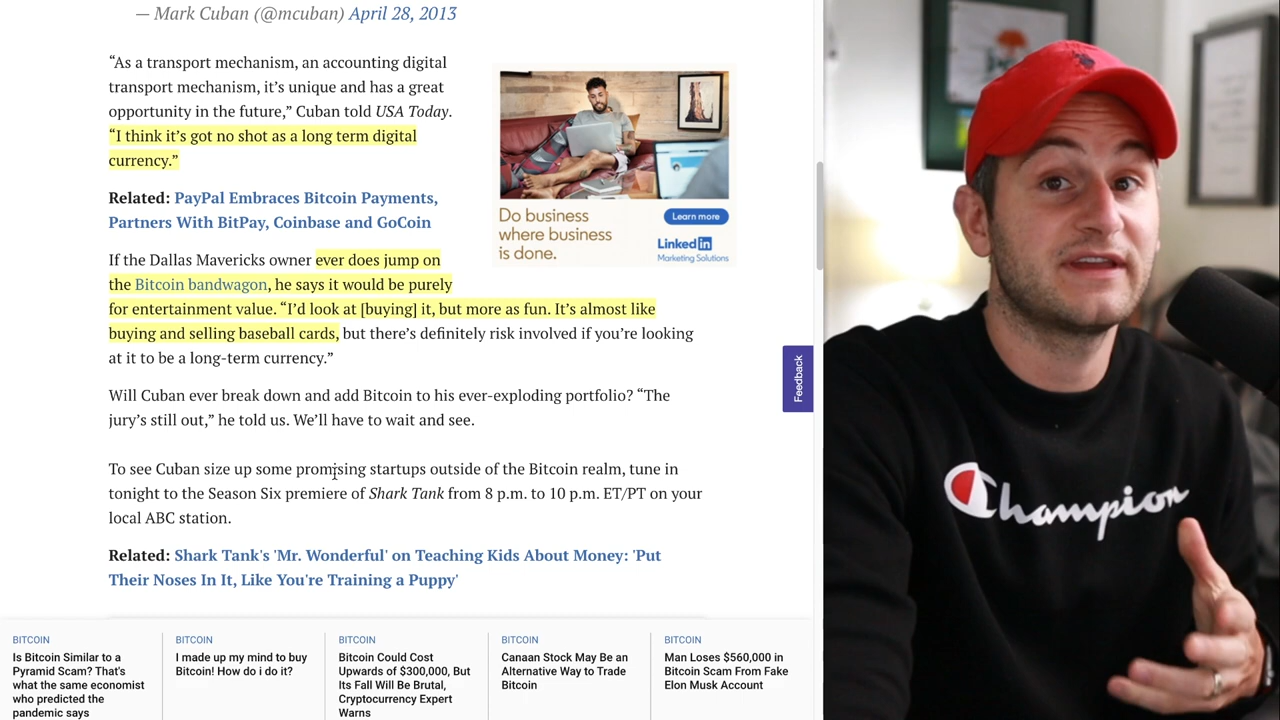 — Mark Cuban (@mcuban) April 28, 2013
“As a transport mechanism, an accounting digital
transport mechanism, it’s unique and has a great
opportunity in the future,” Cuban told USA Today.
“I think it’s got no shot as a long term digital
currency.”
Related: PayPal Embraces Bitcoin Payments,
Partners With BitPay, Coinbase and GoCoin
If the Dallas Mavericks owner ever does jump on
the Bitcoin bandwagon, he says it would be purely
for entertainment value. “I’d look at [buying] it, but more as fun. It’s almost like
buying and selling baseball cards, but there’s definitely risk involved if you’re looking
at it to be a long-term currency.”
Will Cuban ever break down and add Bitcoin to his ever-exploding portfolio? “The
jury’s still out,” he told us. We’ll have to wait and see.
To see Cuban size up some promising startups outside of the Bitcoin realm, tune in
tonight to the Season Six premiere of Shark Tank from 8 p.m. to 10 p.m. ET/PT on your
local ABC station.
Related: Shark Tank's 'Mr. Wonderful' on Teaching Kids About Money: 'Put
Their Noses In It, Like You're Training a Puppy'
Do business
where business
is done.
Learn more
Linked in
Marketing Solutions
Feedback
BITCOIN
Is Bitcoin Similar to a
Pyramid Scam? That's
what the same economist
who predicted the
pandemic says
BITCOIN
I made up my mind to buy
Bitcoin! How do i do it?
BITCOIN
Bitcoin Could Cost
Upwards of $300,000, But
Its Fall Will Be Brutal,
Cryptocurrency Expert
Warns
BITCOIN
Canaan Stock May Be an
Alternative Way to Trade
Bitcoin
BITCOIN
Man Loses $560,000 in
Bitcoin Scam From Fake
Elon Musk Account
Champion